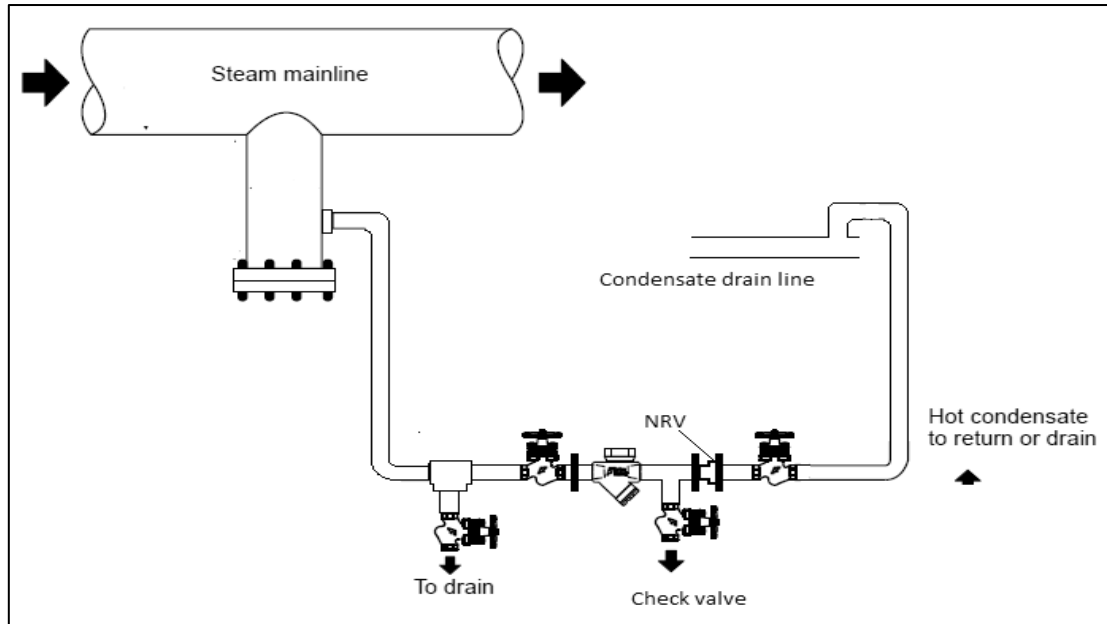 Steam mainline
Condensate drain line
NRV
Hot condensate
to return or drain
To drain
Check valve